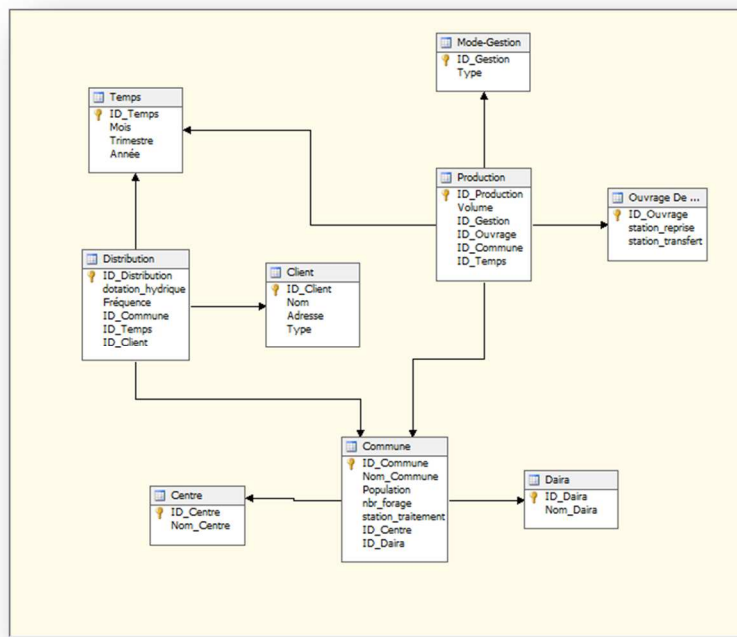 Mode-Gestion
ID_Gestion
Type
Temps
ID_Temps
Mois
Trimestre
Année
Production
ID_Production
Volume
ID_Gestion
ID_Ouvrage
ID_Commune
ID_Temps
Ouvrage De ...
ID_Ouvrage
station_reprise
station_transfert
Distribution
ID_Distribution
dotation_hydrique
Fréquence
ID_Commune
ID_Temps
ID_Client
Client
ID_Client
Nom
Adresse
Type
Commune
ID_Commune
Nom_Commune
Population
nbr_forage
station_traitement
ID_Centre
ID_Daira
Centre
ID_Centre
Nom_Centre
Daira
ID_Daira
Nom_Daira